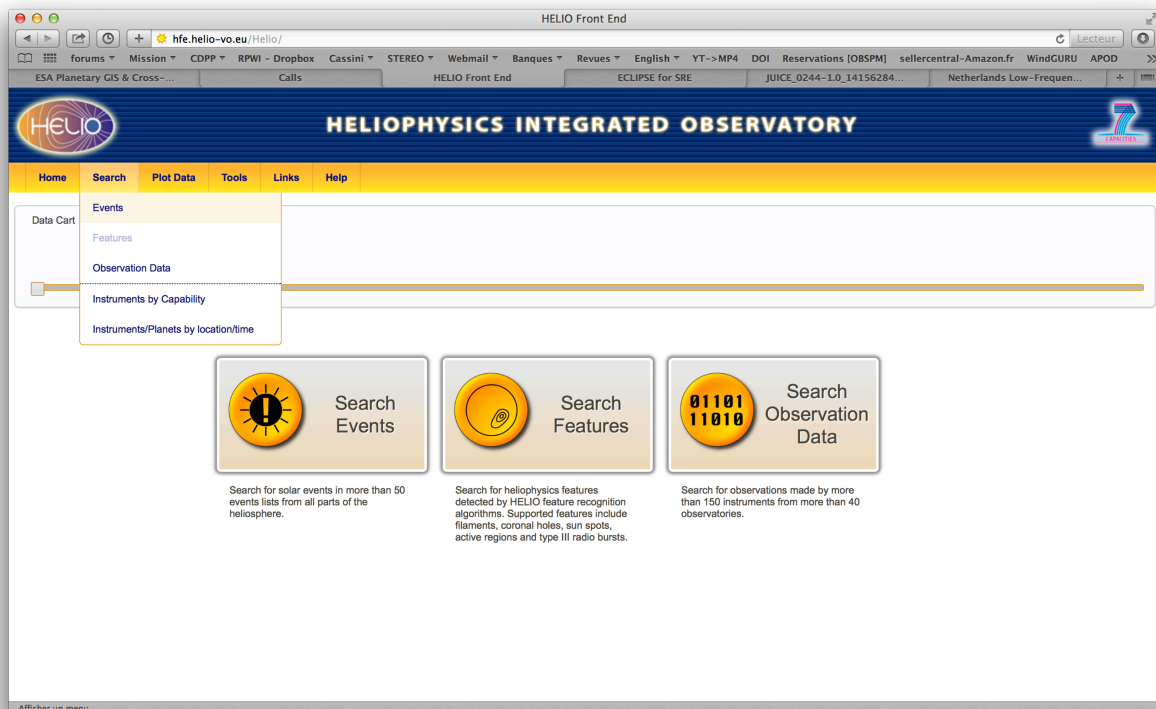 HELIO Front End
hfe.helio-vo.eu/Helio/
Lecteur
forums Mission CDPP RPWI – Dropbox Cassini STEREO Webmail Banques Revues English YT->MP4 DOI Reservations [OBSPM] sellercentral-Amazon.fr WindGURU APOD
ESA Planetary GIS & Cross-... Calls HELIO Front End ECLIPSE for SRE JUICE_0244-1.0_14156284... Netherlands Low-Frequen...
HELIO
HELIOPHYSICS INTEGRATED OBSERVATORY
7
CAPACITIES
Home Search Plot Data Tools Links Help
Events
Data Cart
Features
Observation Data
Instruments by Capability
Instruments/Planets by location/time
Search
Events
Search for solar events in more than 50
events lists from all parts of the
heliosphere.
Search
Features
Search for heliophysics features
detected by HELIO feature recognition
algorithms. Supported features include
filaments, coronal holes, sun spots,
active regions and type III radio bursts.
01101
11010
Search
Observation
Data
Search for observations made by more
than 150 instruments from more than 40
observatories.
Afficher un menu